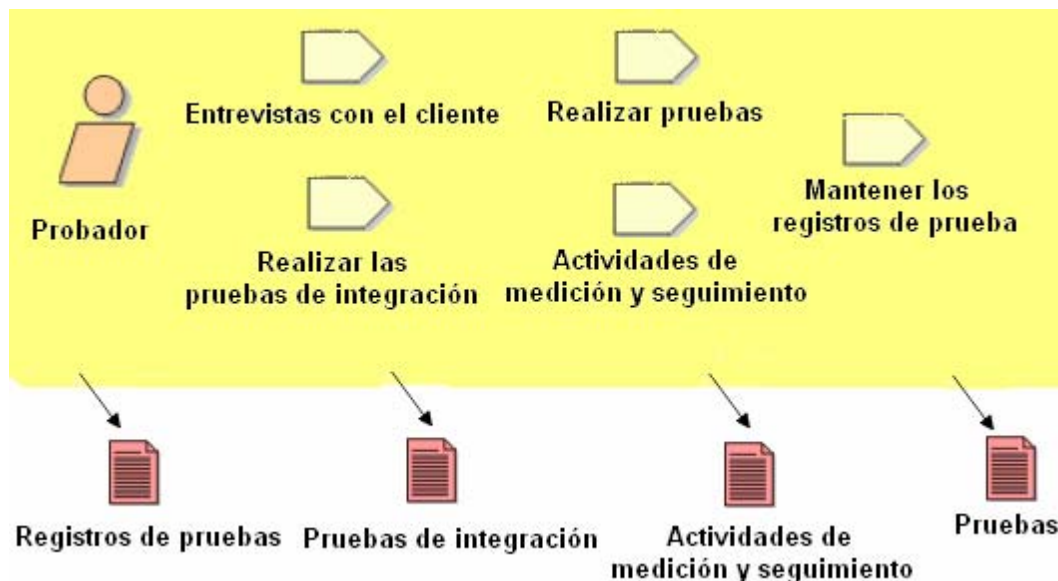 Entrevistas con el cliente
Realizar pruebas
Probador
Mantener los
registros de prueba
Realizar las
pruebas de integración
Actividades de
medición y seguimiento
Registros de pruebas
Pruebas de integración
Actividades de
medición y seguimiento
Pruebas